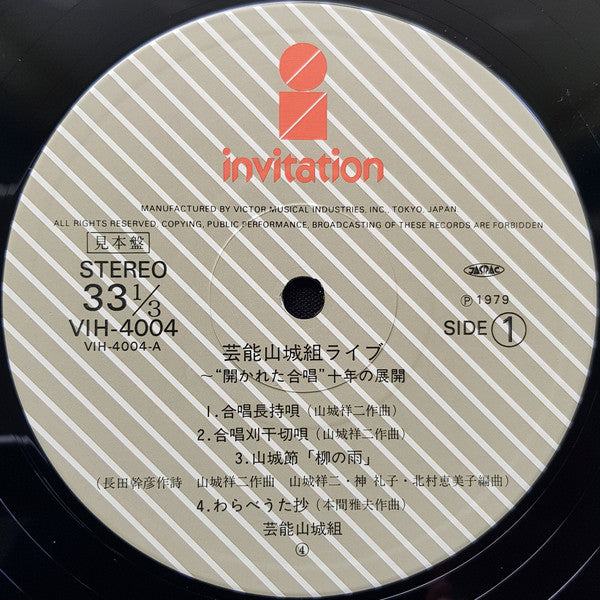 invitation
MANUFACTURED BY VICTOR MUSICAL INDUSTRIES, INC., TOKYO, JAPAN
ALL RIGHTS RESERVED, COPYING, PUBLIC PERFORMANCE, BROADCASTING OF THESE RECORDS ARE FORBIDDEN
見本盤
STEREO
33 1/3
VIH-4004
VIH-4004-A
JASRAC
Ⓟ 1979
SIDE ①
芸能山城組ライブ
～“開かれた合唱”十年の展開
1.合唱長持唄（山城祥二作曲）
2.合唱刈干切唄（山城祥二作曲）
3.山城節「柳の雨」
（長田幹彦作詩 山城祥二作曲 山城祥二・神 礼子・北村恵美子編曲）
4.わらべうた抄（本間雅夫作曲）
芸能山城組
④